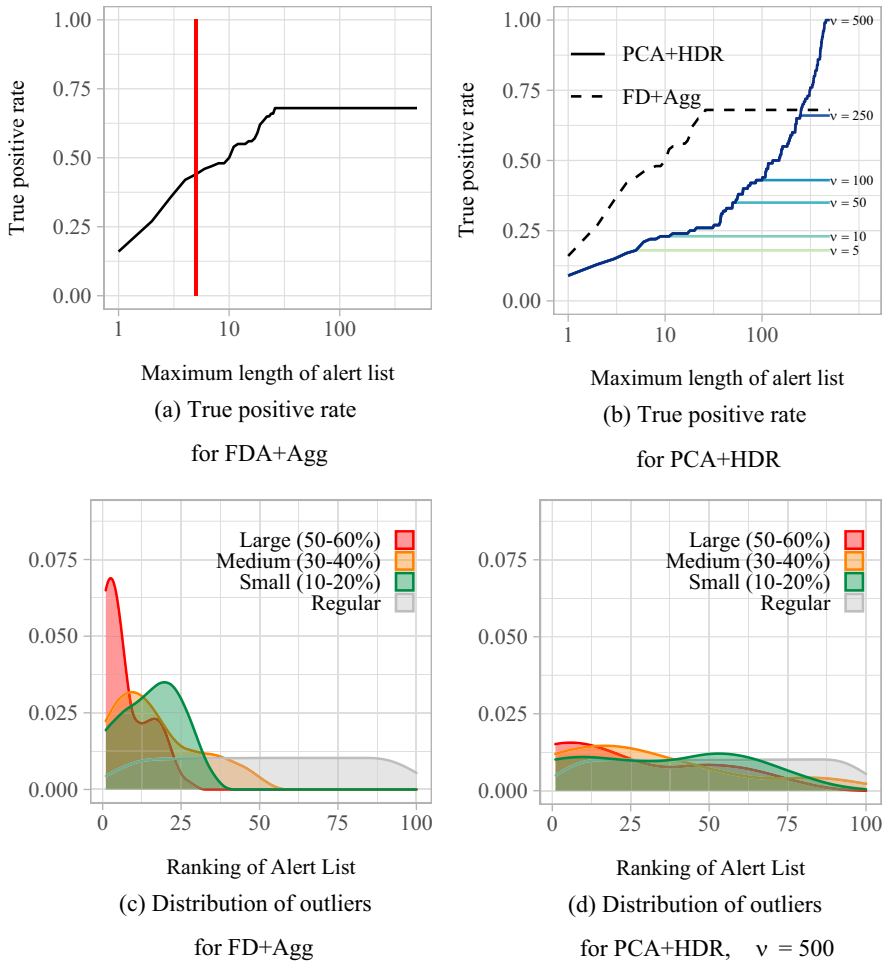 1.00
0.75
0.50
0.25
0.00
True positive rate
1
10
100
Maximum length of alert list
(a) True positive rate
for FDA+Agg
1.00
0.75
0.50
0.25
0.00
True positive rate
PCA+HDR
FD+Agg
ν = 500
ν = 250
ν = 100
ν = 50
ν = 10
ν = 5
1
10
100
Maximum length of alert list
(b) True positive rate
for PCA+HDR
Large (50-60%)
Medium (30-40%)
Small (10-20%)
Regular
0.075
0.050
0.025
0.000
0
25
50
75
100
Ranking of Alert List
(c) Distribution of outliers
for FD+Agg
Large (50-60%)
Medium (30-40%)
Small (10-20%)
Regular
0.075
0.050
0.025
0.000
0
25
50
75
100
Ranking of Alert List
(d) Distribution of outliers
for PCA+HDR, ν = 500